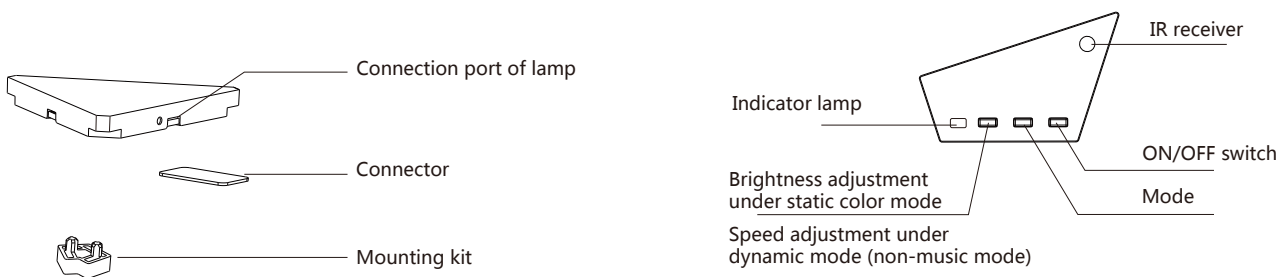 Connection port of lamp
Connector
Mounting kit
IR receiver
Indicator lamp
ON/OFF switch
Brightness adjustment
under static color mode
Mode
Speed adjustment under
dynamic mode (non-music mode)